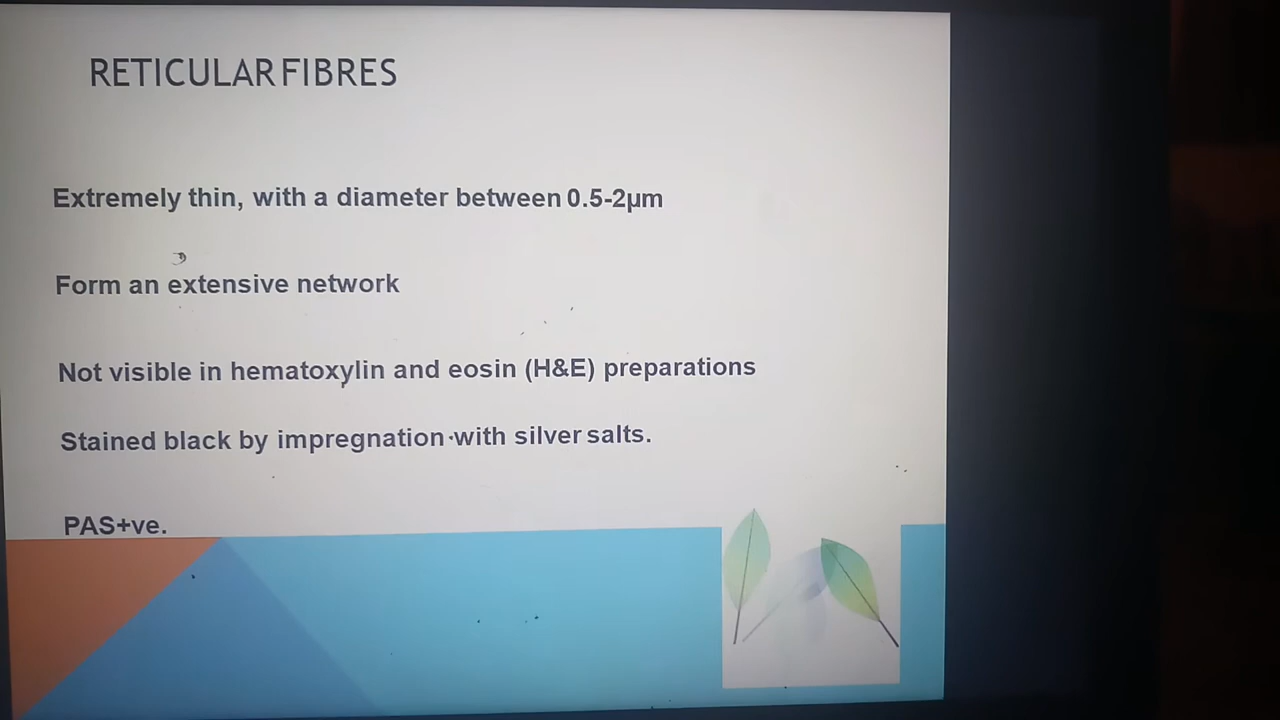 RETICULAR FIBRES
Extremely thin, with a diameter between 0.5-2µm
Form an extensive network
Not visible in hematoxylin and eosin (H&E) preparations
Stained black by impregnation with silver salts.
PAS+ve.